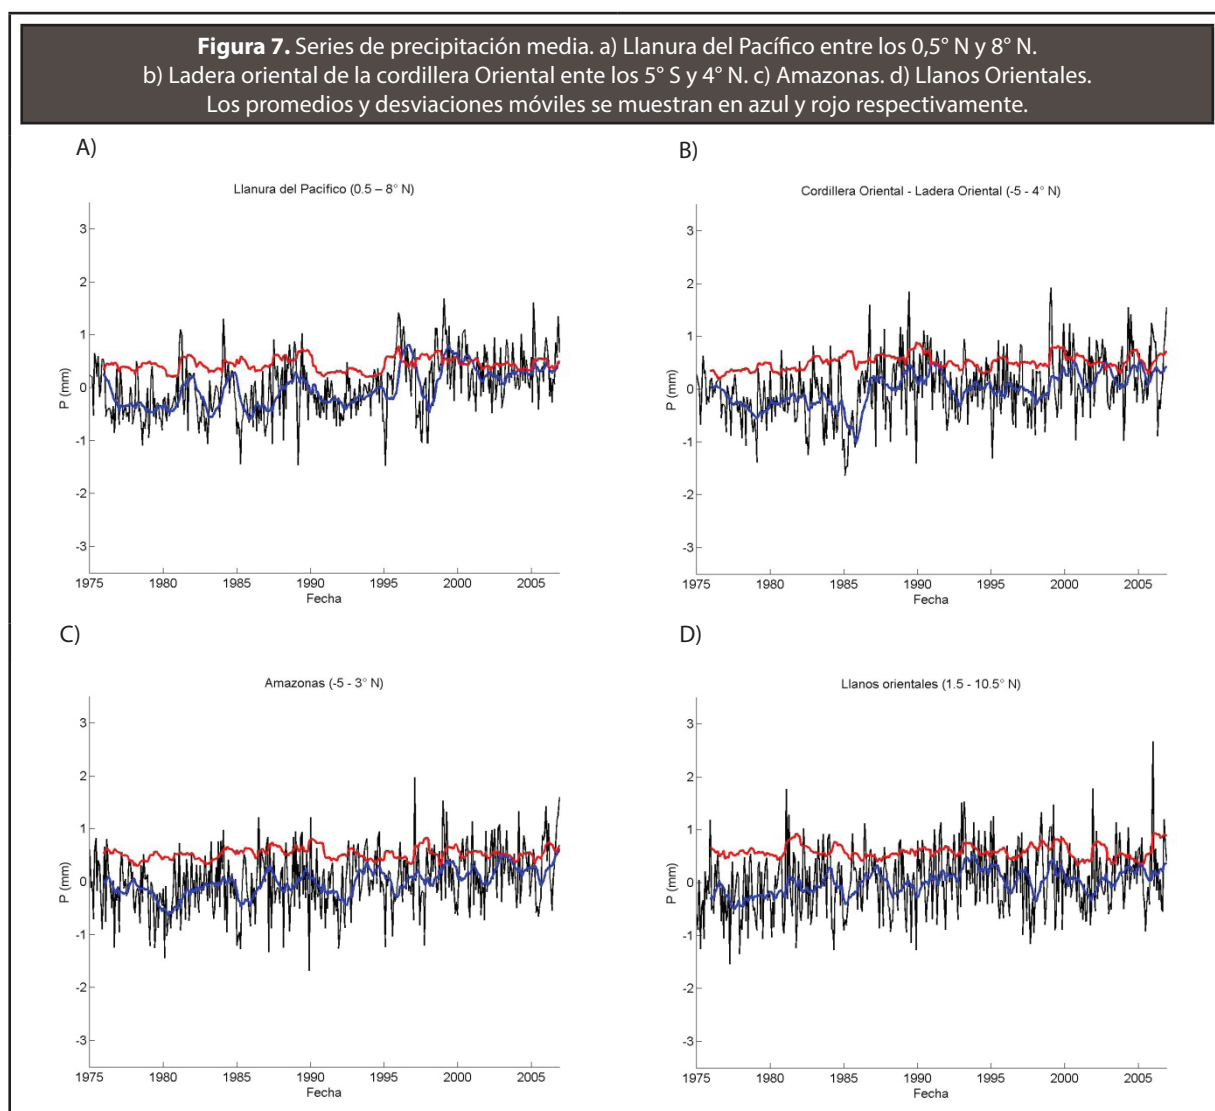 Figura 7. Series de precipitación media. a) Llanura del Pacífico entre los 0,5° N y 8° N.
b) Ladera oriental de la cordillera Oriental ente los 5° S y 4° N. c) Amazonas. d) Llanos Orientales.
Los promedios y desviaciones móviles se muestran en azul y rojo respectivamente.
A)
Llanura del Pacifico (0.5 – 8° N)
3
2
1
0
-1
-2
-3
P (mm)
1975 1980 1985 1990 1995 2000 2005
Fecha
B)
Cordillera Oriental - Ladera Oriental (-5 - 4° N)
3
2
1
0
-1
-2
-3
P (mm)
1975 1980 1985 1990 1995 2000 2005
Fecha
C)
Amazonas (-5 - 3° N)
3
2
1
0
-1
-2
-3
P (mm)
1975 1980 1985 1990 1995 2000 2005
Fecha
D)
Llanos orientales (1.5 - 10.5° N)
3
2
1
0
-1
-2
-3
P (mm)
1975 1980 1985 1990 1995 2000 2005
Fecha